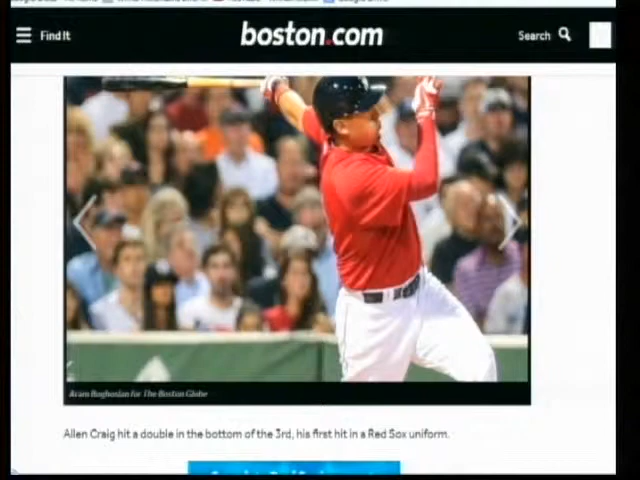 Find It
boston.com
Search
Aram Boghosian for The Boston Globe
Allen Craig hit a double in the bottom of the 3rd, his first hit in a Red Sox uniform.